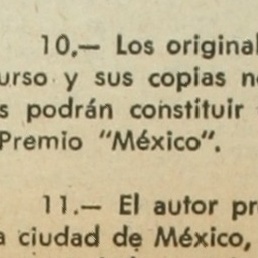 10.— Los original
urso y sus copias n
s podrán constituir
Premio "México".
11.— El autor pr
a ciudad de México,